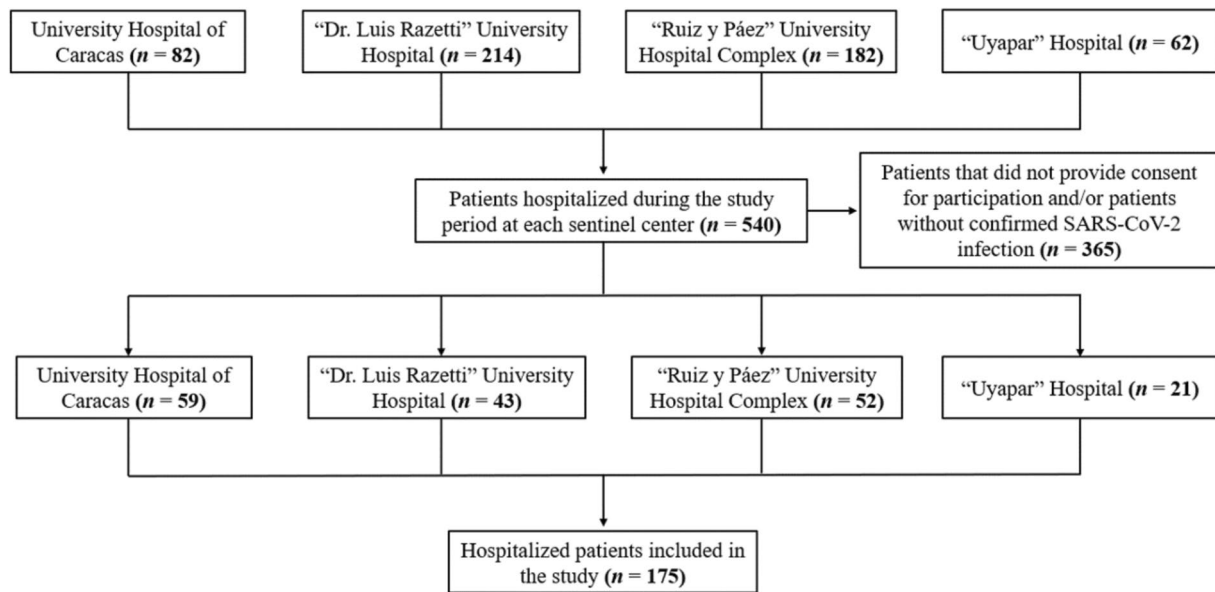 University Hospital of
Caracas (n = 82)
“Dr. Luis Razetti” University
Hospital (n = 214)
“Ruiz y Páez” University
Hospital Complex (n = 182)
“Uyapar” Hospital (n = 62)
Patients hospitalized during the study
period at each sentinel center (n = 540)
Patients that did not provide consent
for participation and/or patients
without confirmed SARS-CoV-2
infection (n = 365)
University Hospital of
Caracas (n = 59)
“Dr. Luis Razetti” University
Hospital (n = 43)
“Ruiz y Páez” University
Hospital Complex (n = 52)
“Uyapar” Hospital (n = 21)
Hospitalized patients included in
the study (n = 175)